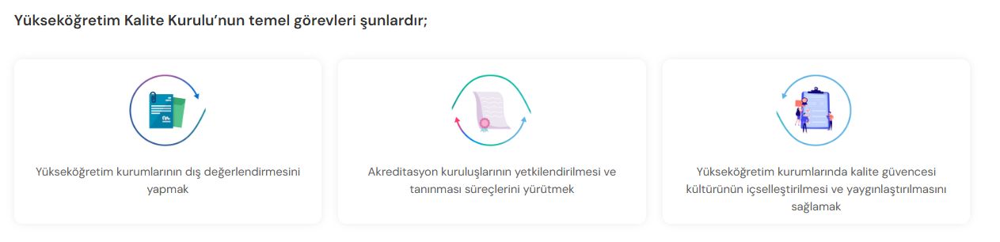 Yükseköğretim Kalite Kurulu’nun temel görevleri şunlardır;
Yükseköğretim kurumlarının dış değerlendirmesini
yapmak
Akreditasyon kuruluşlarının yetkilendirilmesi ve
tanınması süreçlerini yürütmek
Yükseköğretim kurumlarında kalite güvencesi
kültürünün içselleştirilmesi ve yaygınlaştırılmasını
sağlamak